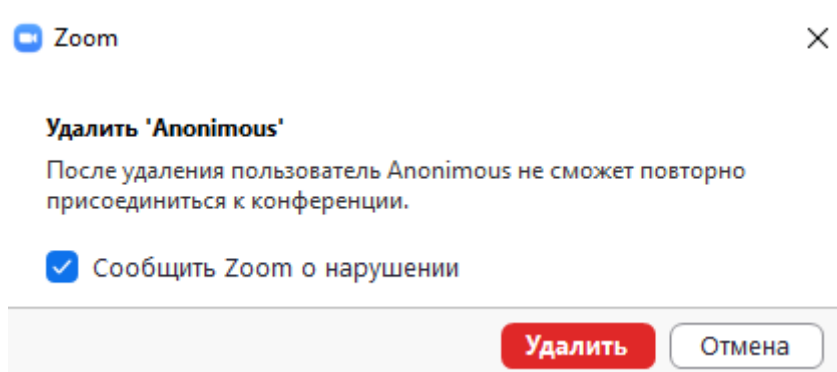 Zoom
Удалить 'Anonimous'
После удаления пользователь Anonimous не сможет повторно
присоединиться к конференции.
Сообщить Zoom о нарушении
Удалить
Отмена